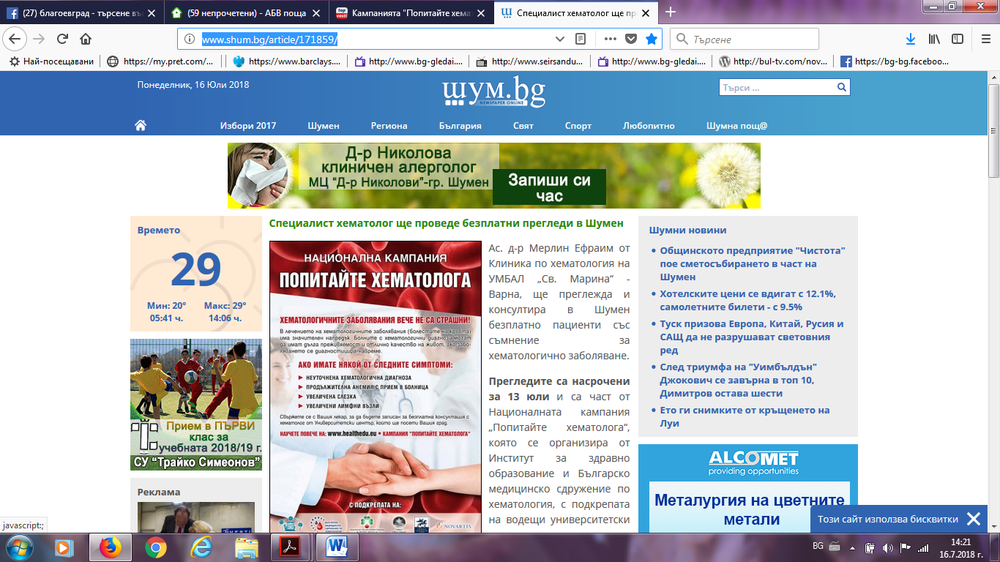 (27) благоевград - търсене въ
(59 непрочетени) - АБВ поща
Кампанията "Попитайте хемат
Специалист хематолог ще пр
www.shum.bg/article/171859/
Търсене
Най-посещавани
https://my.pret.com/...
https://www.barclays....
http://www.bg-gledai....
http://www.seirsandu...
http://www.bg-gledai....
http://bul-tv.com/nov...
https://bg-bg.faceboo...
Понеделник, 16 Юли 2018
шум.bg
NEWSPAPER ONLINE
Търси ...
Избори 2017 Шумен Региона България Свят Спорт Любопитно Шумна пощ@
Д-р Николова
клиничен алерголог
МЦ "Д-р Николови"-гр. Шумен
Запиши си
час
Времето
29
Мин: 20° Макс: 29°
05:41 ч. 14:06 ч.
Прием в ПЪРВИ
клас за
учебната 2018/19 г.
СУ "Трайко Симеонов"
Реклама
Специалист хематолог ще проведе безплатни прегледи в Шумен
НАЦИОНАЛНА КАМПАНИЯ
ПОПИТАЙТЕ ХЕМАТОЛОГА
ХЕМАТОЛОГИЧНИТЕ ЗАБОЛЯВАНИЯ ВЕЧЕ НЕ СА СТРАШНИ!
В лечението на хематологичните заболявания (болестите на кръвта)
има значителен напредък. Болните с хематологични диагнози могат
да имат дълга преживяемост и отлично качество на живот, ако забо-
ляването се диагностицира навреме.
АКО ИМАТЕ НЯКОЙ ОТ СЛЕДНИТЕ СИМПТОМИ:
НЕУТОЧНЕНА ХЕМАТОЛОГИЧНА ДИАГНОЗА
ПРОДЪЛЖИТЕЛНА АНЕМИЯ С ПРИЕМ В БОЛНИЦА
УВЕЛИЧЕНА СЛЕЗКА
УВЕЛИЧЕНИ ЛИМФНИ ВЪЗЛИ
Свържете се с Вашия лекар, за да бъдете записан за безплатна консултация с
хематолог от Университетски център, който ще посети Вашия град.
НАУЧЕТЕ ПОВЕЧЕ НА: www.healthedu.eu • КАМПАНИЯ "ПОПИТАЙТЕ ХЕМАТОЛОГА"
С ПОДКРЕПАТА НА:
NOVARTIS
Ас. д-р Мерлин Ефраим от
Клиника по хематология на
УМБАЛ „Св. Марина“ -
Варна, ще преглежда и
консултира в Шумен
безплатно пациенти със
съмнение за
хематологично заболяване.
Прегледите са насрочени
за 13 юли и са част от
Националната кампания
„Попитайте хематолога“,
която се организира от
Институт за здравно
образование и Българско
медицинско сдружение по
хематология, с подкрепата
на водещи университетски
Шумни новини
Общинското предприятие "Чистота"
пое сметосъбирането в част на
Шумен
Хотелските цени се вдигат с 12.1%,
самолетните билети - с 9.5%
Туск призова Европа, Китай, Русия и
САЩ да не разрушават световния
ред
След триумфа на "Уимбълдън"
Джокович се завърна в топ 10,
Димитров остава шести
Ето ги снимките от кръщенето на
Луи
ALCOMET
providing opportunities
Металургия на цветните
метали
Този сайт използва бисквитки
javascript:;
BG
14:21
16.7.2018 г.